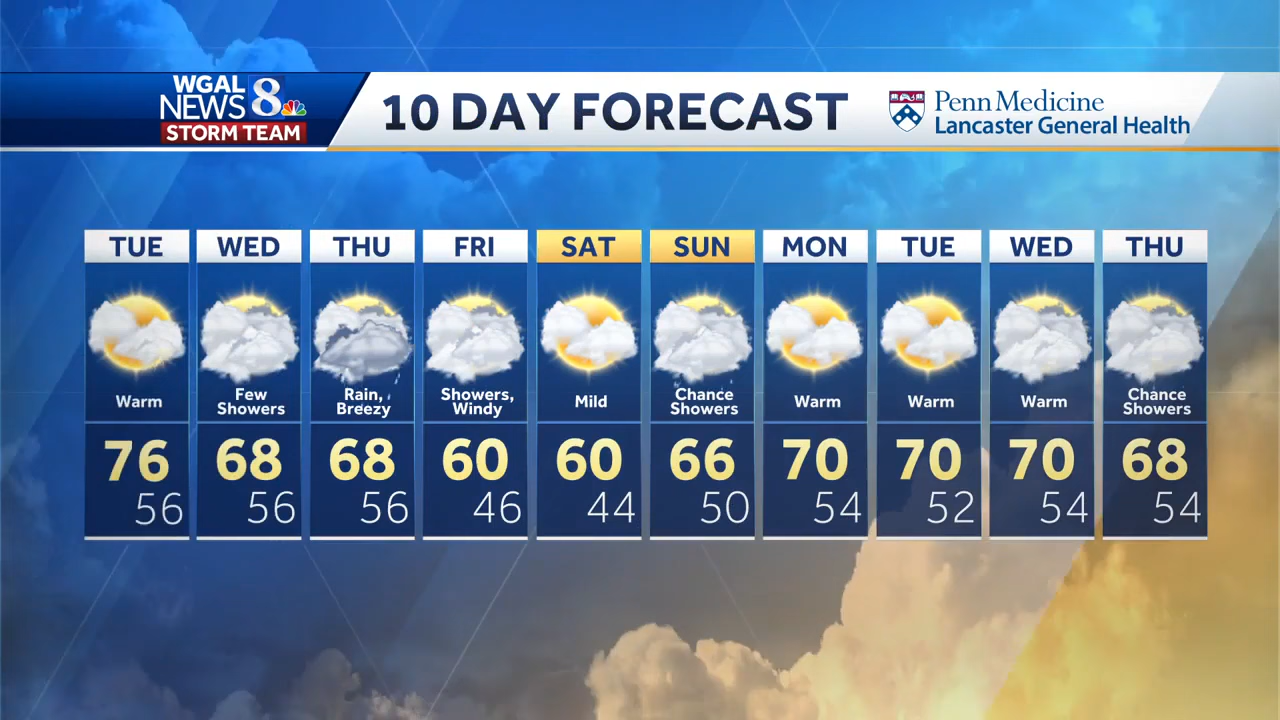 WGAL
NEWS 8
STORM TEAM
10 DAY FORECAST
Penn Medicine
Lancaster General Health
TUE
Warm
76
56
WED
Few
Showers
68
56
THU
Rain,
Breezy
68
56
FRI
Showers,
Windy
60
46
SAT
Mild
60
44
SUN
Chance
Showers
66
50
MON
Warm
70
54
TUE
Warm
70
52
WED
Warm
70
54
THU
Chance
Showers
68
54